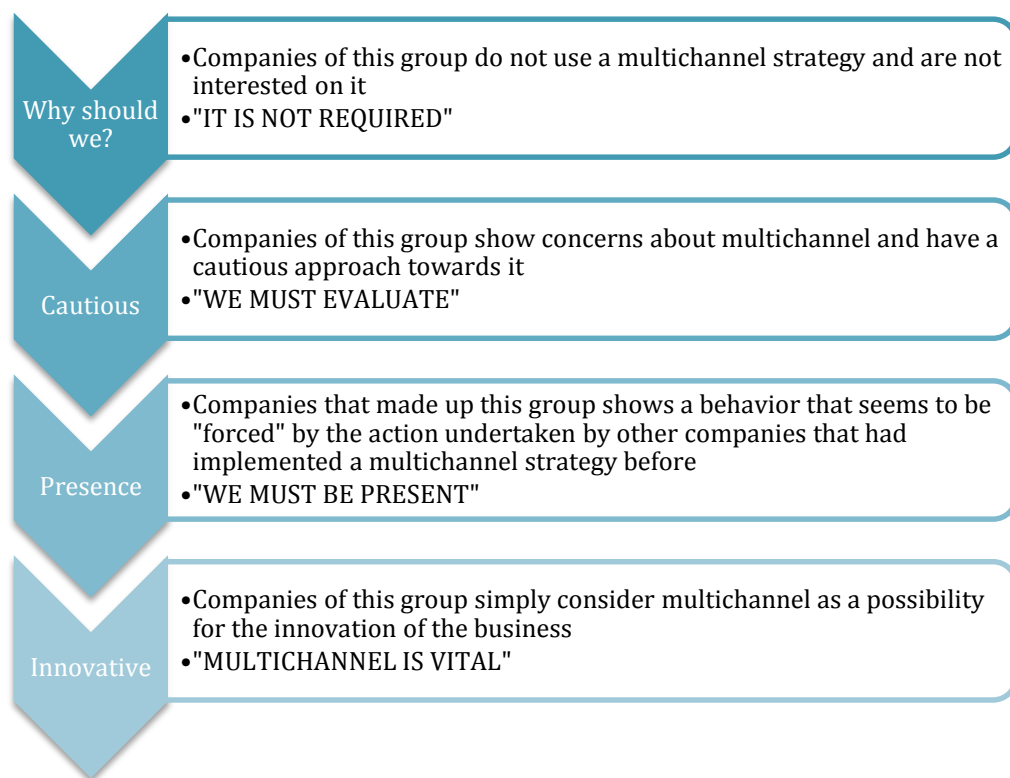 Why should
we?
•Companies of this group do not use a multichannel strategy and are not
interested on it
•"IT IS NOT REQUIRED"
Cautious
•Companies of this group show concerns about multichannel and have a
cautious approach towards it
•"WE MUST EVALUATE"
Presence
•Companies that made up this group shows a behavior that seems to be
"forced" by the action undertaken by other companies that had
implemented a multichannel strategy before
•"WE MUST BE PRESENT"
Innovative
•Companies of this group simply consider multichannel as a possibility
for the innovation of the business
•"MULTICHANNEL IS VITAL"